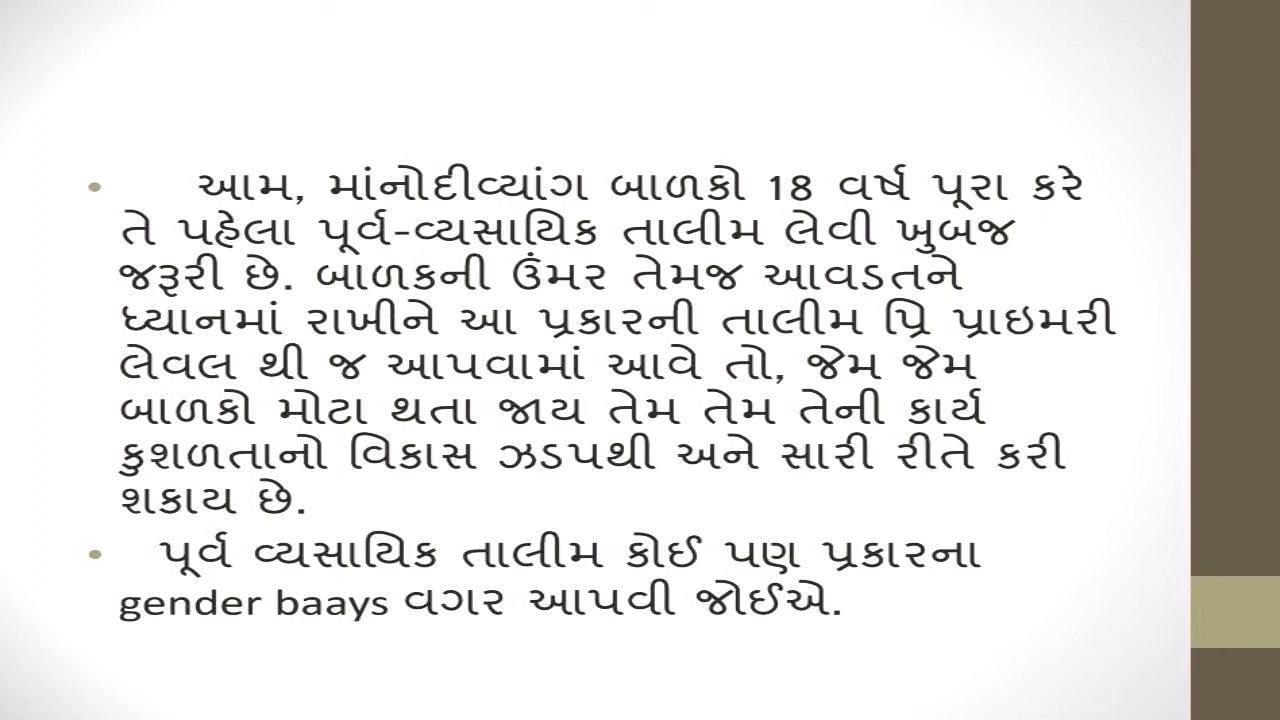 • આમ, માંનોદીવ્યાંગ બાળકો 18 વર્ષ પૂરા કરે
તે પહેલા પૂર્વ-વ્યસાયિક તાલીમ લેવી ખુબજ
જરૂરી છે. બાળકની ઉંમર તેમજ આવડતને
ધ્યાનમાં રાખીને આ પ્રકારની તાલીમ પ્રિ પ્રાઇમરી
લેવલ થી જ આપવામાં આવે તો, જેમ જેમ
બાળકો મોટા થતા જાય તેમ તેમ તેની કાર્ય
કુશળતાનો વિકાસ ઝડપથી અને સારી રીતે કરી
શકાય છે.
• પૂર્વ વ્યસાયિક તાલીમ કોઈ પણ પ્રકારના
gender baays વગર આપવી જોઈએ.